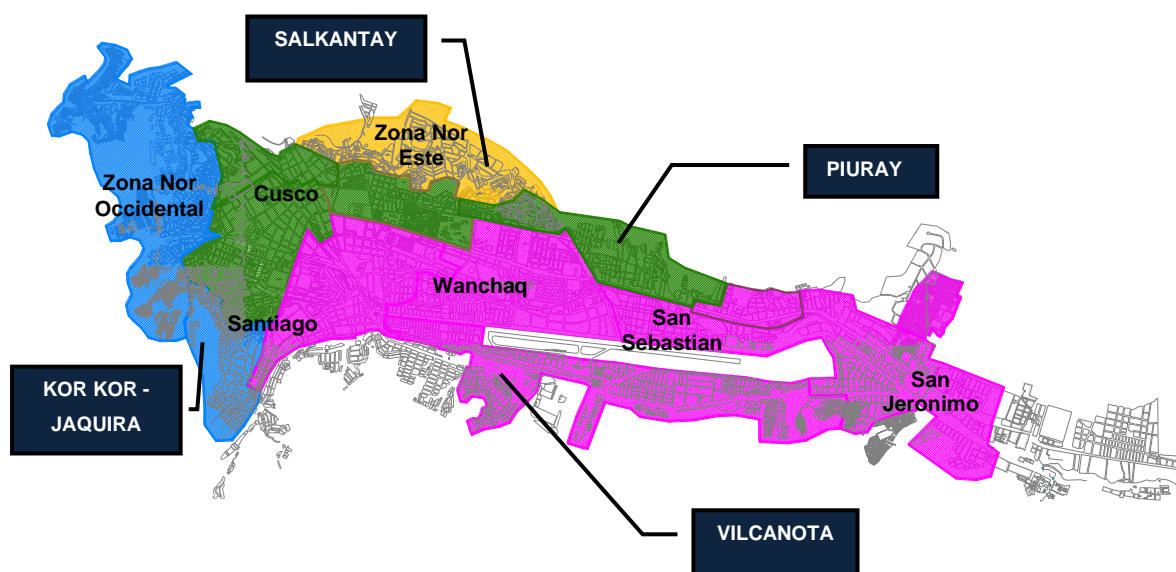 SALKANTAY
Zona Nor
Este
PIURAY
Zona Nor
Occidental
Cusco
Wanchaq
Santiago
San
Sebastian
KOR KOR -
JAQUIRA
San
Jeronimo
VILCANOTA